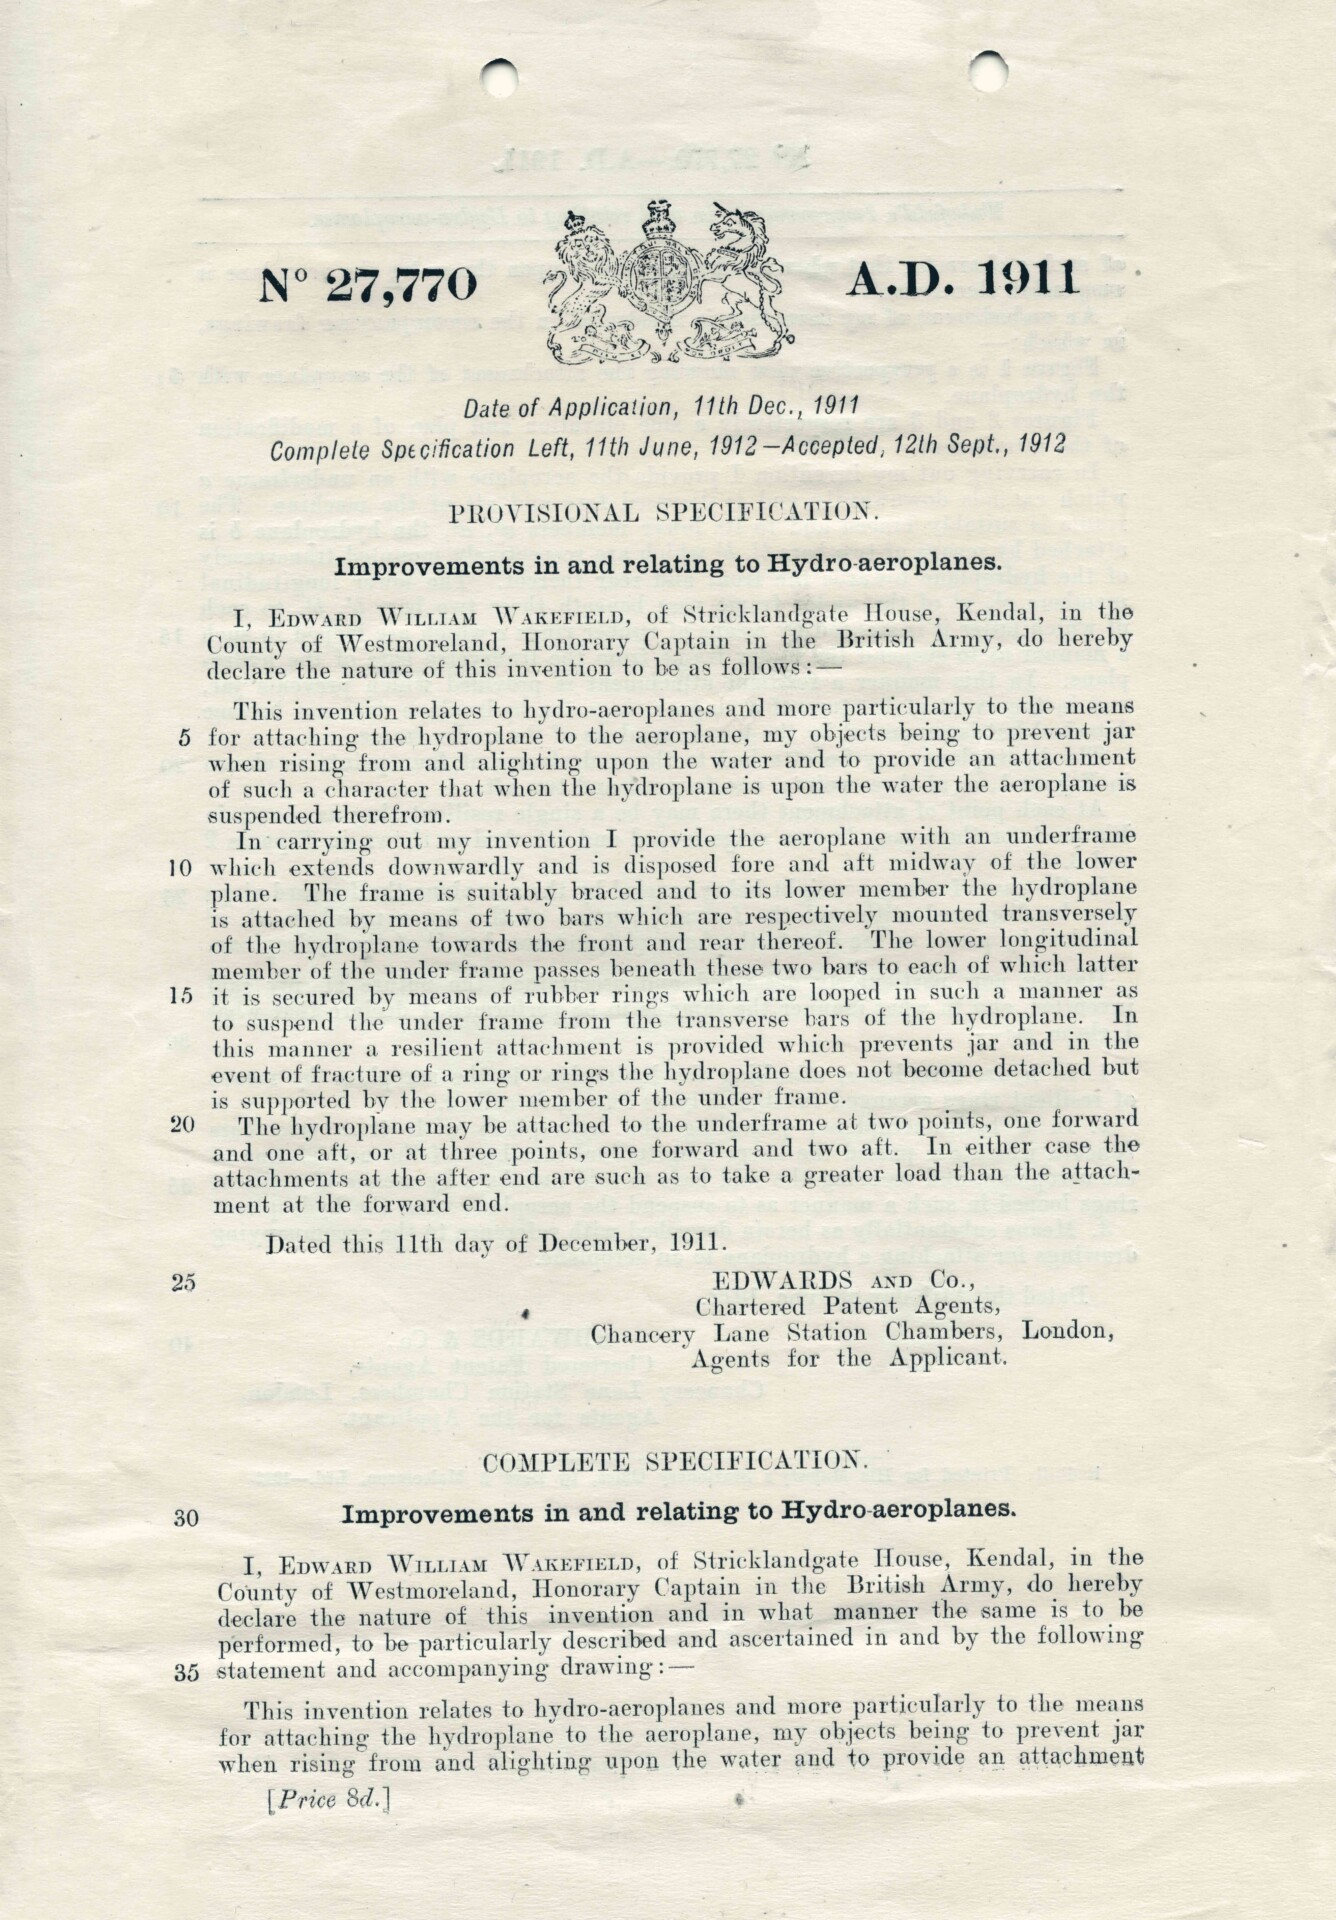 Nº 27,770
A.D. 1911
Date of Application, 11th Dec., 1911
Complete Specification Left, 11th June, 1912—Accepted, 12th Sept., 1912
PROVISIONAL SPECIFICATION.
Improvements in and relating to Hydro-aeroplanes.
I, EDWARD WILLIAM WAKEFIELD, of Stricklandgate House, Kendal, in the
County of Westmoreland, Honorary Captain in the British Army, do hereby
declare the nature of this invention to be as follows:—
This invention relates to hydro-aeroplanes and more particularly to the means
5 for attaching the hydroplane to the aeroplane, my objects being to prevent jar
when rising from and alighting upon the water and to provide an attachment
of such a character that when the hydroplane is upon the water the aeroplane is
suspended therefrom.
In carrying out my invention I provide the aeroplane with an underframe
10 which extends downwardly and is disposed fore and aft midway of the lower
plane. The frame is suitably braced and to its lower member the hydroplane
is attached by means of two bars which are respectively mounted transversely
of the hydroplane towards the front and rear thereof. The lower longitudinal
member of the under frame passes beneath these two bars to each of which latter
15 it is secured by means of rubber rings which are looped in such a manner as
to suspend the under frame from the transverse bars of the hydroplane. In
this manner a resilient attachment is provided which prevents jar and in the
event of fracture of a ring or rings the hydroplane does not become detached but
is supported by the lower member of the under frame.
20 The hydroplane may be attached to the underframe at two points, one forward
and one aft, or at three points, one forward and two aft. In either case the
attachments at the after end are such as to take a greater load than the attach-
ment at the forward end.
Dated this 11th day of December, 1911.
25 EDWARDS AND Co.,
Chartered Patent Agents,
Chancery Lane Station Chambers, London,
Agents for the Applicant.
COMPLETE SPECIFICATION.
30 Improvements in and relating to Hydro-aeroplanes.
I, EDWARD WILLIAM WAKEFIELD, of Stricklandgate House, Kendal, in the
County of Westmoreland, Honorary Captain in the British Army, do hereby
declare the nature of this invention and in what manner the same is to be
performed, to be particularly described and ascertained in and by the following
35 statement and accompanying drawing:—
This invention relates to hydro-aeroplanes and more particularly to the means
for attaching the hydroplane to the aeroplane, my objects being to prevent jar
when rising from and alighting upon the water and to provide an attachment
[Price 8d.]